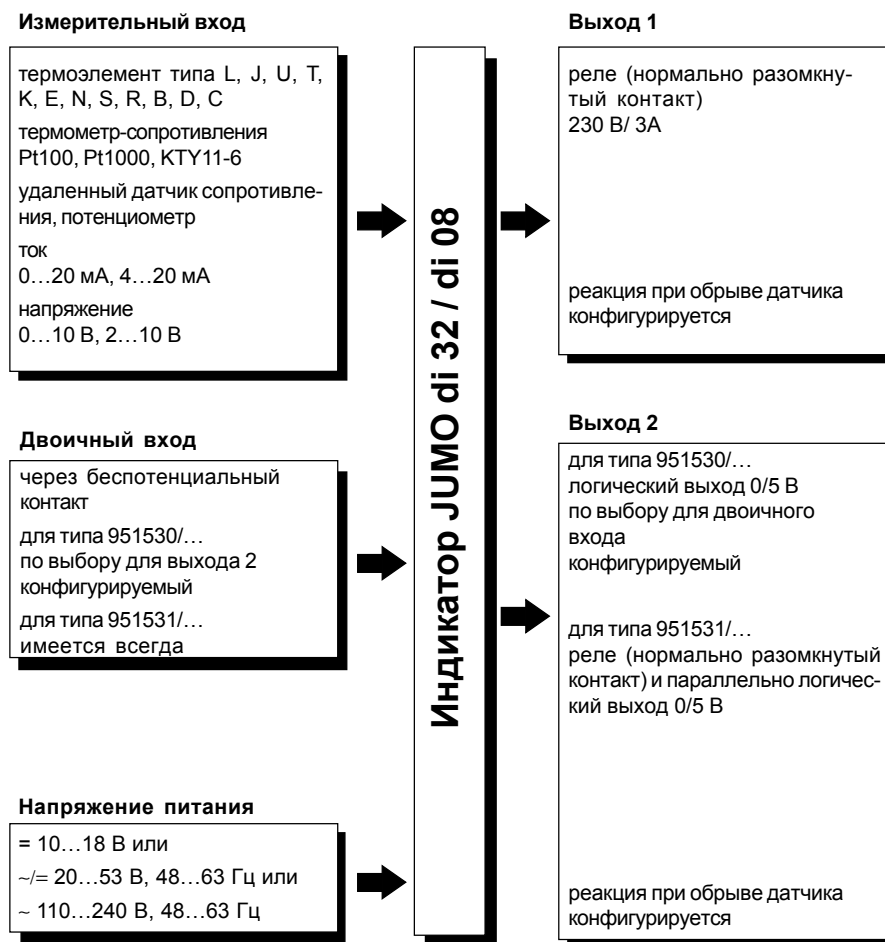 Измерительный вход
термоэлемент типа L, J, U, T,
K, E, N, S, R, B, D, C
термометр-сопротивления
Pt100, Pt1000, KTY11-6
удаленный датчик сопротивле-
ния, потенциометр
ток
0…20 мА, 4…20 мА
напряжение
0…10 В, 2…10 В
Двоичный вход
через беспотенциальный
контакт
для типа 951530/…
по выбору для выхода 2
конфигурируемый
для типа 951531/…
имеется всегда
Напряжение питания
= 10…18 В или
~/= 20…53 В, 48…63 Гц или
~ 110…240 В, 48…63 Гц
Индикатор JUMO di 32 / di 08
Выход 1
реле (нормально разомкну-
тый контакт)
230 В/ 3А
реакция при обрыве датчика
конфигурируется
Выход 2
для типа 951530/…
логический выход 0/5 В
по выбору для двоичного
входа
конфигурируемый
для типа 951531/…
реле (нормально разомкнутый
контакт) и параллельно логичес-
кий выход 0/5 В
реакция при обрыве датчика
конфигурируется